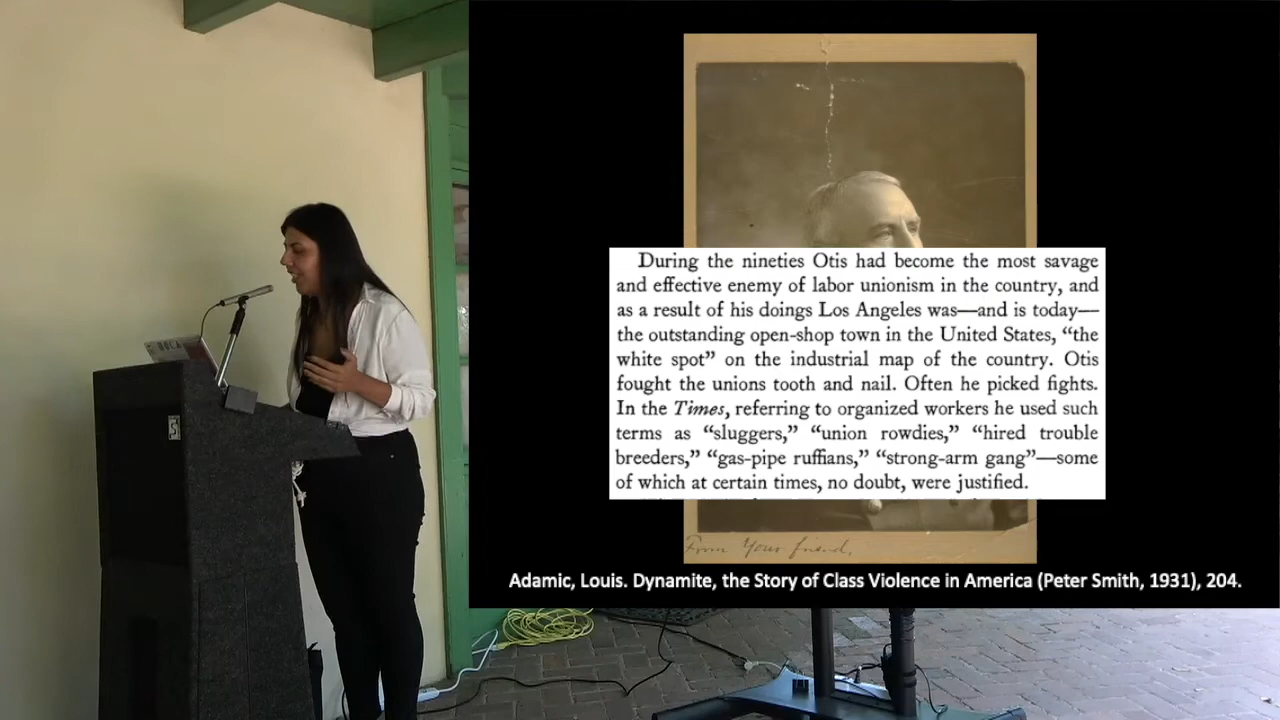 During the nineties Otis had become the most savage
and effective enemy of labor unionism in the country, and
as a result of his doings Los Angeles was—and is today—
the outstanding open-shop town in the United States, “the
white spot” on the industrial map of the country. Otis
fought the unions tooth and nail. Often he picked fights.
In the Times, referring to organized workers he used such
terms as “sluggers,” “union rowdies,” “hired trouble
breeders,” “gas-pipe ruffians,” “strong-arm gang”—some
of which at certain times, no doubt, were justified.
From Your friend,
Adamic, Louis. Dynamite, the Story of Class Violence in America (Peter Smith, 1931), 204.